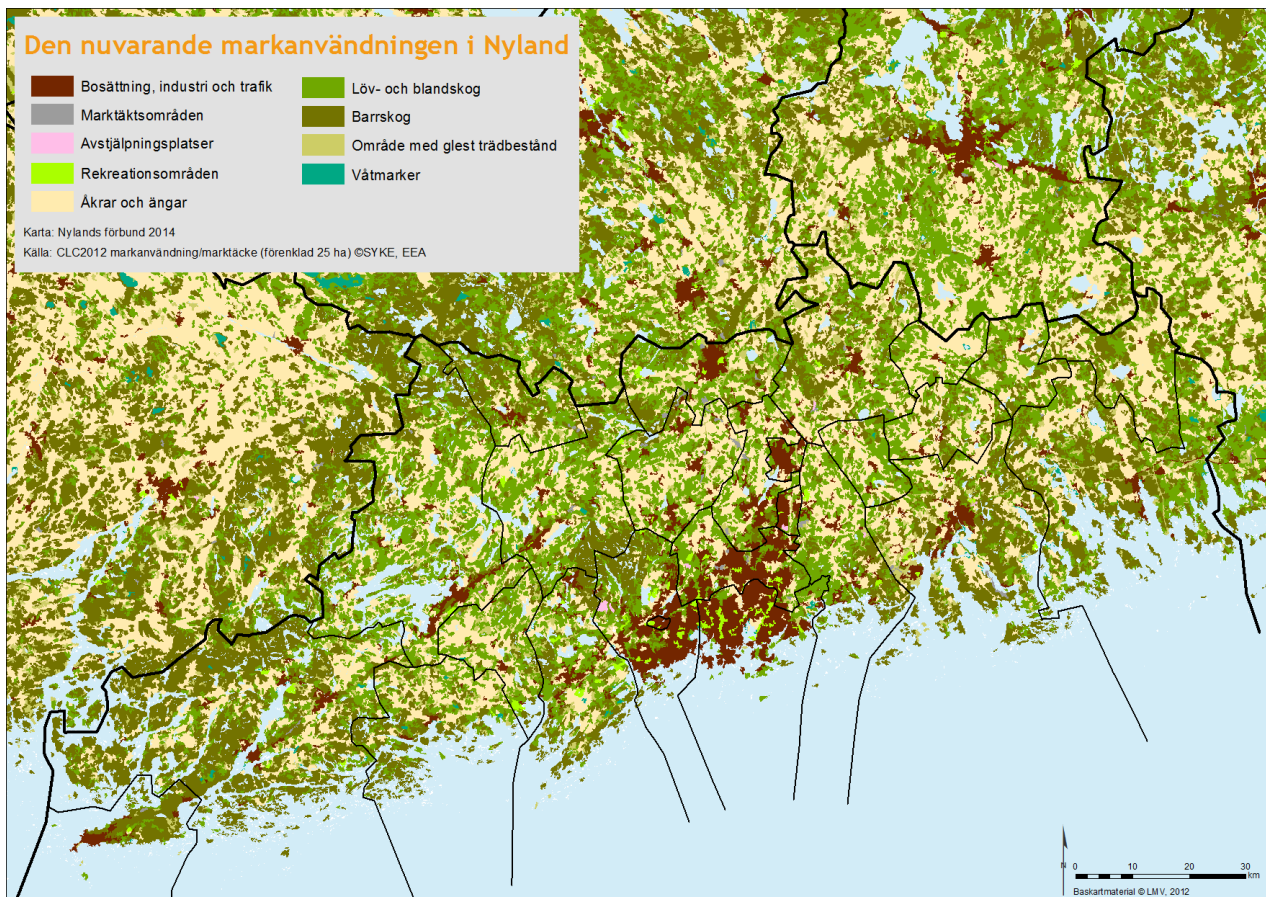 Den nuvarande markanvändningen i Nyland
Bosättning, industri och trafik
Marktäktsområden
Avstjälpningsplatser
Rekreationsområden
Åkrar och ängar
Löv- och blandskog
Barrskog
Område med glest trädbestånd
Våtmarker
Karta: Nylands förbund 2014
Källa: CLC2012 markanvändning/marktäcke (förenklad 25 ha) ©SYKE, EEA
N
0 10 20 30
km
Baskartmaterial © LMV, 2012